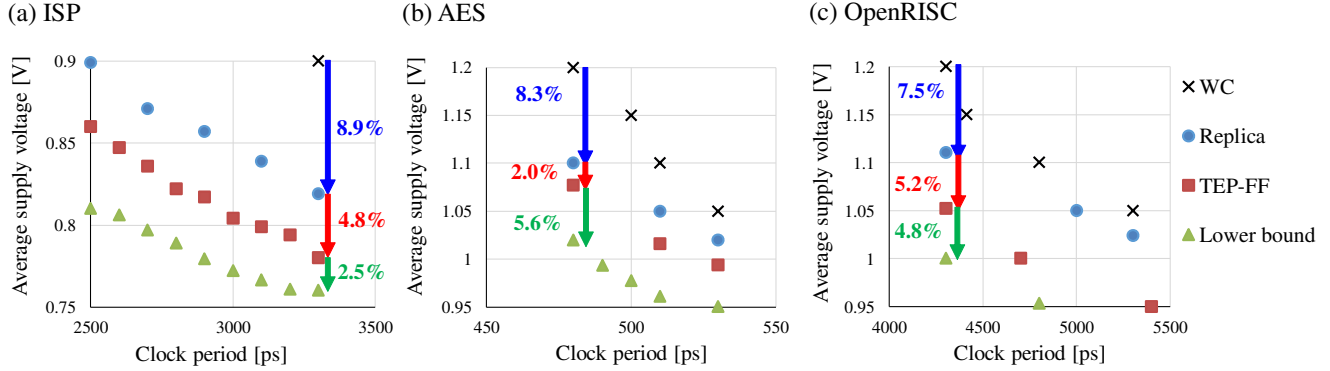 (a) ISP
Average supply voltage [V]
0.9
0.85
0.8
0.75
2500
3000
3500
Clock period [ps]
8.9%
4.8%
2.5%
(b) AES
Average supply voltage [V]
1.2
1.15
1.1
1.05
1
0.95
450
500
550
Clock period [ps]
8.3%
2.0%
5.6%
(c) OpenRISC
Average supply voltage [V]
1.2
1.15
1.1
1.05
1
0.95
4000
4500
5000
5500
Clock period [ps]
7.5%
5.2%
4.8%
WC
Replica
TEP-FF
Lower bound